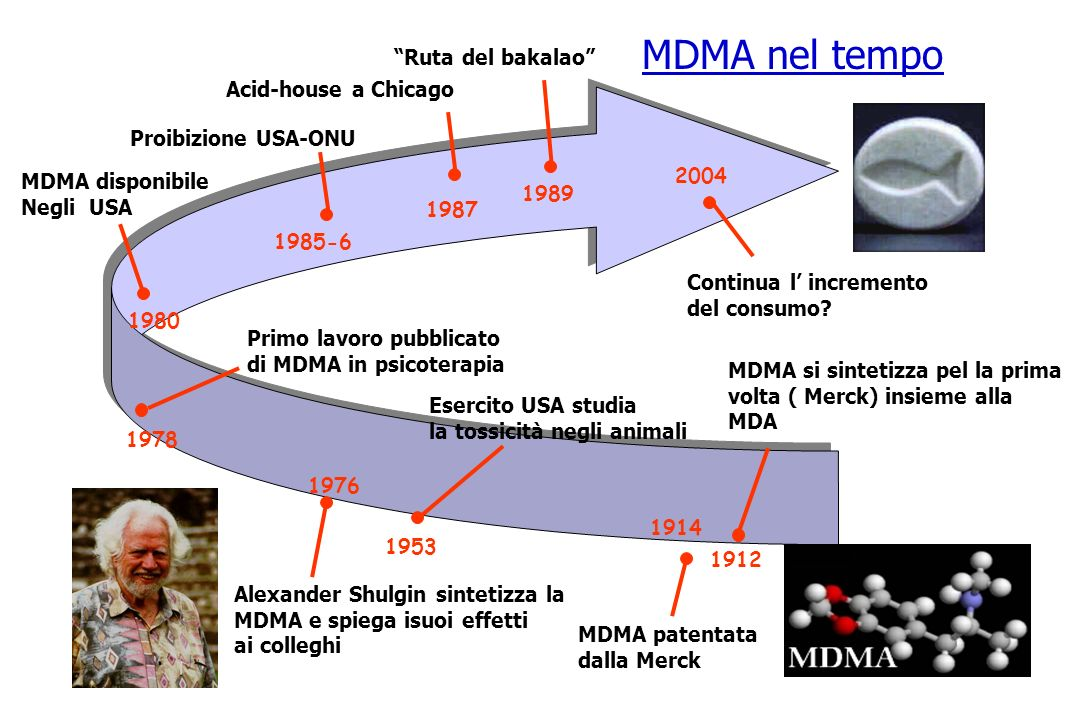 MDMA nel tempo
“Ruta del bakalao”
Acid-house a Chicago
Proibizione USA-ONU
MDMA disponibile
Negli USA
2004
1989
1987
1985-6
1980
Continua l’ incremento
del consumo?
Primo lavoro pubblicato
di MDMA in psicoterapia
MDMA si sintetizza pel la prima
volta ( Merck) insieme alla
MDA
Esercito USA studia
la tossicità negli animali
1978
1976
1953
1914
1912
Alexander Shulgin sintetizza la
MDMA e spiega isuoi effetti
ai colleghi
MDMA patentata
dalla Merck
MDMA